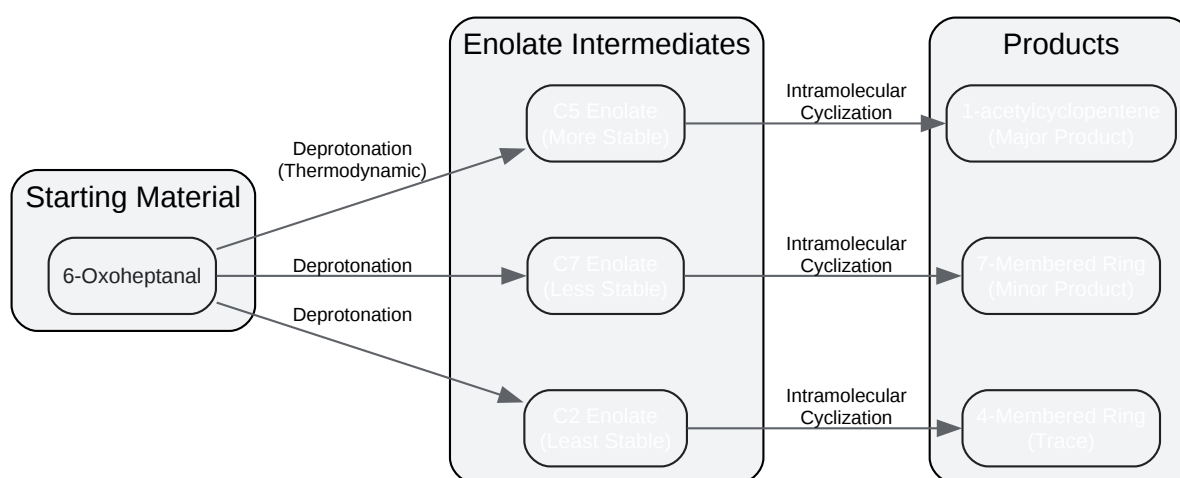 Starting Material
6-Oxoheptanal
Deprotonation
(Thermodynamic)
Deprotonation
Deprotonation
Enolate Intermediates
C5 Enolate
(More Stable)
C7 Enolate
(Less Stable)
C2 Enolate
(Least Stable)
Intramolecular
Cyclization
Intramolecular
Cyclization
Intramolecular
Cyclization
Products
1-acetylcyclopentene
(Major Product)
7-Membered Ring
(Minor Product)
4-Membered Ring
(Trace)